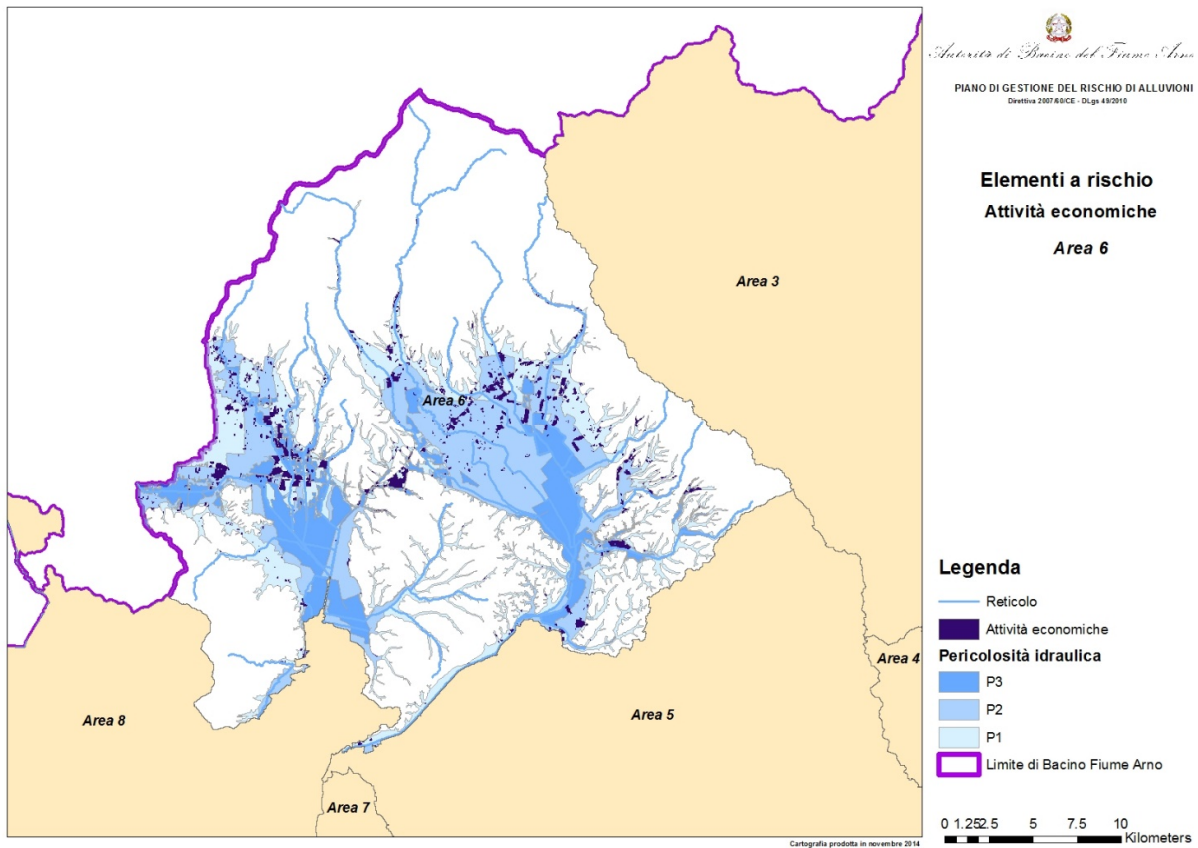 Autorità di Bacino del Fiume Arno
PIANO DI GESTIONE DEL RISCHIO DI ALLUVIONI
Direttiva 2007/60/CE - DLgs 49/2010
Elementi a rischio
Attività economiche
Area 6
Area 3
Area 6
Area 4
Area 5
Area 8
Area 7
Legenda
Reticolo
Attività economiche
Pericolosità idraulica
P3
P2
P1
Limite di Bacino Fiume Arno
0 1.252.5 5 7.5 10
Kilometers
Cartografia prodotta in novembre 2014